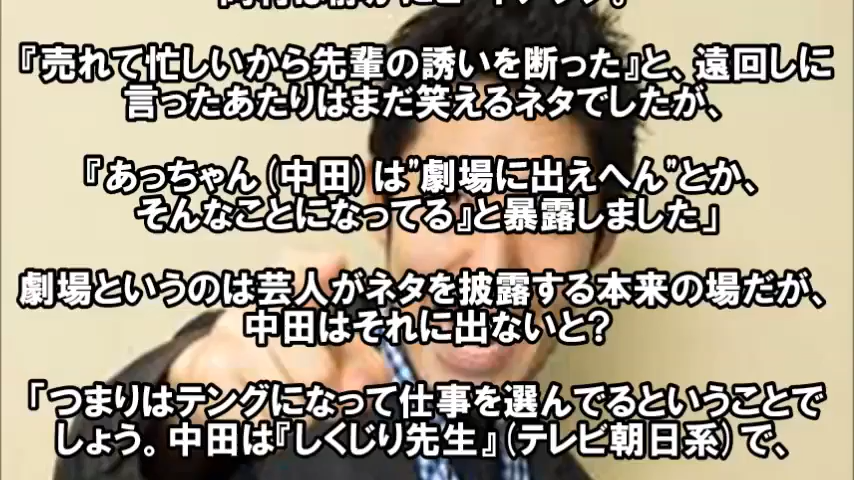 『売れて忙しいから先輩の誘いを断った』と、遠回しに
言ったあたりはまだ笑えるネタでしたが、
『あっちゃん(中田)は"劇場に出えへん"とか、
そんなことになってる』と暴露しました」
劇場というのは芸人がネタを披露する本来の場だが、
中田はそれに出ないと?
「つまりはテングになって仕事を選んでるということで
しょう。中田は『しくじり先生』(テレビ朝日系)で、